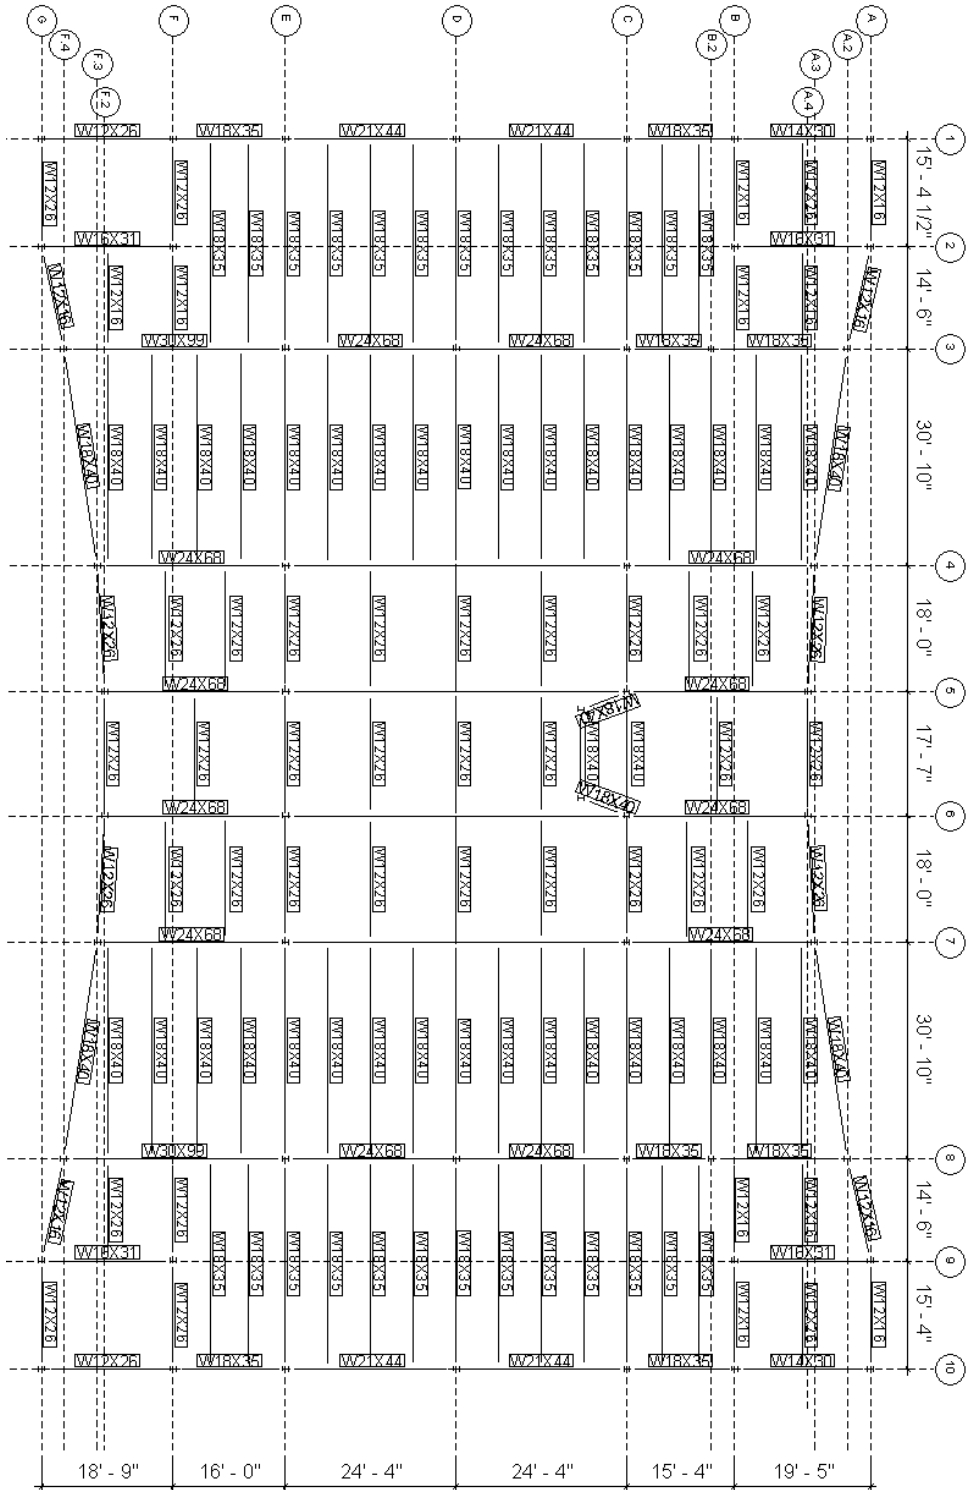 G F E D C B A
F.4 B.2 A.2
F.3 A.3
F.2 A.4
W12X26 W18X35 W21X44 W21X44 W18X35 W14X30 1
W12X26 W12X26 W12X16 W12X26 W12X16 15' - 4 1/2"
W18X35 W18X35 W18X35 W18X35 W18X35 W18X35 W18X35 W18X35 W18X35 W18X35 W18X35 W18X35 W18X35
W16X31 W16X31 2
W12X16 W12X16 W12X16 W12X16 W12X16 W12X16 14' - 6"
W30X99 W24X68 W24X68 W18X35 W18X35 3
W18X40 W18X40 W18X40 W18X40 W18X40 W18X40 W18X40 W18X40 W18X40 W18X40 W18X40 W18X40 W18X40 W18X40 W18X40 W18X40 W18X40 W18X40 W18X40 30' - 10"
W24X68 W24X68 4
W12X26 W12X26 W12X26 W12X26 W12X26 W12X26 W12X26 W12X26 W12X26 W12X26 W12X26 18' - 0"
W24X68 W24X68 5
W18X40
W12X26 W12X26 W12X26 W12X26 W12X26 W12X26 W18X40 W18X40 W12X26 W12X26 17' - 7"
W18X40
W24X68 W24X68 6
W12X26 W12X26 W12X26 W12X26 W12X26 W12X26 W12X26 W12X26 W12X26 W12X26 W12X26 18' - 0"
W24X68 W24X68 7
W18X40 W18X40 W18X40 W18X40 W18X40 W18X40 W18X40 W18X40 W18X40 W18X40 W18X40 W18X40 W18X40 W18X40 W18X40 W18X40 W18X40 W18X40 W18X40 30' - 10"
W30X99 W24X68 W24X68 W18X35 W18X35 8
W12X16 W12X26 W12X26 W12X16 W12X16 W12X16 14' - 6"
W18X35 W18X35 W18X35 W18X35 W18X35 W18X35 W18X35 W18X35 W18X35 W18X35 W18X35 W18X35 W18X35
W16X31 W16X31 9
W12X26 W12X26 W12X16 W12X26 W12X16 15' - 4"
W12X26 W18X35 W21X44 W21X44 W18X35 W14X30 10
18' - 9" 16' - 0" 24' - 4" 24' - 4" 15' - 4" 19' - 5"